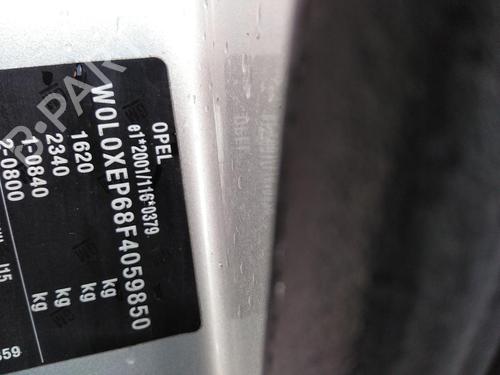 OPEL
e1*2001/116*0379
W0L0XEP68F4059850
1620 kg
2340 kg
1-0840 kg
2-0800 kg